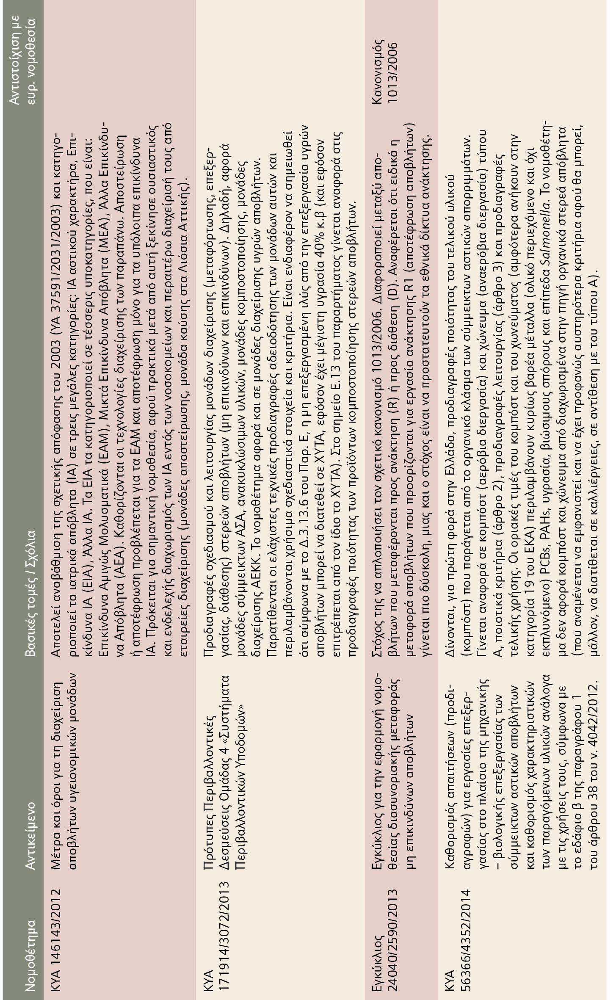 Νομοθέτημα
Αντικείμενο
Βασικές τομές / Σχόλια
Αντιστοίχιση με
ευρ. νομοθεσία
ΚΥΑ 146143/2012
Μέτρα και όροι για τη διαχείριση
αποβλήτων υγειονομικών μονάδων
Αποτελεί αναβάθμιση της σχετικής απόφασης του 2003 (ΥΑ 37591/2031/2003) και κατηγο-
ριοποιεί τα ιατρικά απόβλητα (ΙΑ) σε τρεις μεγάλες κατηγορίες: ΙΑ αστικού χαρακτήρα, Επι-
κίνδυνα ΙΑ (ΕΙΑ), Άλλα ΙΑ. Τα ΕΙΑ τα κατηγοριοποιεί σε τέσσερις υποκατηγορίες, που είναι:
Επικίνδυνα Αμιγώς Μολυσματικά (ΕΑΜ), Μικτά Επικίνδυνα Απόβλητα (ΜΕΑ), Άλλα Επικίνδυ-
να Απόβλητα (ΑΕΑ). Καθορίζονται οι τεχνολογίες διαχείρισης των παραπάνω. Αποστείρωση
ή αποτέφρωση προβλέπεται για τα ΕΑΜ και αποτέφρωση μόνο για τα υπόλοιπα επικίνδυνα
ΙΑ. Πρόκειται για σημαντική νομοθεσία, αφού πρακτικά μετά από αυτή ξεκίνησε ουσιαστικός
και ενδελεχής διαχωρισμός των ΙΑ εντός των νοσοκομείων και περαιτέρω διαχείρισή τους από
εταιρείες διαχείρισης (μονάδες αποστείρωσης, μονάδα καύσης στα Λιόσια Αττικής).
ΚΥΑ
171914/3072/2013
Πρότυπες Περιβαλλοντικές
Δεσμεύσεις Ομάδας 4 «Συστήματα
Περιβαλλοντικών Υποδομών»
Προδιαγραφές σχεδιασμού και λειτουργίας μονάδων διαχείρισης (μεταφόρτωσης, επεξερ-
γασίας, διάθεσης) στερεών αποβλήτων (μη επικινδύνων και επικινδύνων). Δηλαδή, αφορά
μονάδες σύμμεικτων ΑΣΑ, ανακυκλώσιμων υλικών, μονάδες κομποστοποίησης, μονάδες
διαχείρισης ΑΕΚΚ. Το νομοθέτημα αφορά και σε μονάδες διαχείρισης υγρών αποβλήτων.
Παρατίθενται οι ελάχιστες τεχνικές προδιαγραφές αδειοδότησης των μονάδων αυτών και
περιλαμβάνονται χρήσιμα σχεδιαστικά στοιχεία και κριτήρια. Είναι ενδιαφέρον να σημειωθεί
ότι σύμφωνα με το Δ.3.13.6 του Παρ. Ε, η μη επεξεργασμένη ιλύς από την επεξεργασία υγρών
αποβλήτων μπορεί να διατεθεί σε ΧΥΤΑ, εφόσον έχει μέγιστη υγρασία 40% κ.β (και εφόσον
επιτρέπεται από τον ίδιο το ΧΥΤΑ). Στο σημείο Ε.13 του παραρτήματος γίνεται αναφορά στις
προδιαγραφές ποιότητας των προϊόντων κομποστοποίησης στερεών αποβλήτων.
Εγκύκλιος
24040/2590/2013
Εγκύκλιος για την εφαρμογή νομο-
θεσίας διασυνοριακής μεταφοράς
μη επικινδύνων αποβλήτων
Στόχος της να απλοποιήσει τον σχετικό κανονισμό 1013/2006. Διαφοροποιεί μεταξύ απο-
βλήτων που μεταφέρονται προς ανάκτηση (R) ή προς διάθεση (D). Αναφέρεται ότι ειδικά η
μεταφορά αποβλήτων που προορίζονται για εργασία ανάκτησης R1 (αποτέφρωση αποβλήτων)
γίνεται πιο δύσκολη, μιας και ο στόχος είναι να προστατευτούν τα εθνικά δίκτυα ανάκτησης.
Κανονισμός
1013/2006
ΚΥΑ
56366/4352/2014
Καθορισμός απαιτήσεων (προδι-
αγραφών) για εργασίες επεξερ-
γασίας στο πλαίσιο της μηχανικής
– βιολογικής επεξεργασίας των
σύμμεικτων αστικών αποβλήτων
και καθορισμός χαρακτηριστικών
των παραγόμενων υλικών ανάλογα
με τις χρήσεις τους, σύμφωνα με
το εδάφιο β της παραγράφου 1
του άρθρου 38 του ν. 4042/2012.
Δίνονται, για πρώτη φορά στην Ελλάδα, προδιαγραφές ποιότητας του τελικού υλικού
(κομπόστ) που παράγεται από το οργανικό κλάσμα των σύμμεικτων αστικών απορριμμάτων.
Γίνεται αναφορά σε κομπόστ (αερόβια διεργασία) και χώνευμα (αναερόβια διεργασία) τύπου
Α, ποιοτικά κριτήρια (άρθρο 2), προδιαγραφές λειτουργίας (άρθρο 3) και προδιαγραφές
τελικής χρήσης. Οι οριακές τιμές του κομπόστ και του χωνεύματος (αμφότερα ανήκουν στην
κατηγορία 19 του ΕΚΑ) περιλαμβάνουν κυρίως βαρέα μέταλλα (ολικό περιεχόμενο και όχι
εκπλυνόμενο) PCBs, PAHs, υγρασία, βιώσιμους σπόρους και επίπεδα Salmonella. Το νομοθέτη-
μα δεν αφορά κομπόστ και χώνευμα από διαχωρισμένα στην πηγή οργανικά στερεά απόβλητα
(που αναμένεται να εμφανιστεί και να έχει προφανώς αυστηρότερα κριτήρια αφού θα μπορεί,
μάλλον, να διατίθεται σε καλλιέργειες, σε αντίθεση με του τύπου Α).